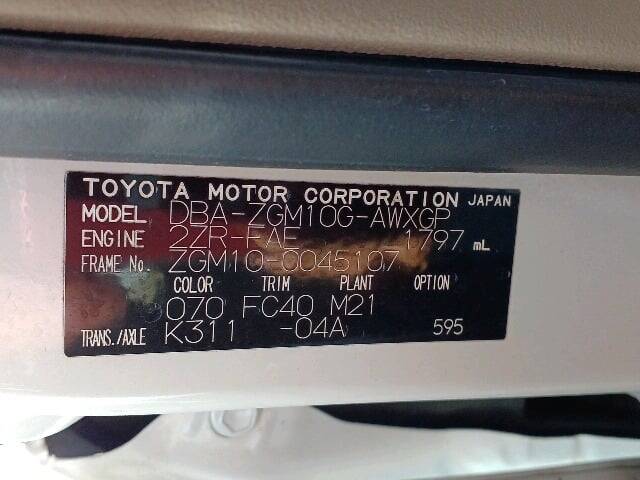 TOYOTA MOTOR CORPORATION JAPAN
MODEL DBA-ZGM10G-AWXGP
ENGINE 2ZR-FAE 1797 mL
FRAME No. ZGM10-0045107
COLOR TRIM PLANT OPTION
070 FC40 M21
TRANS./AXLE K311 -04A 595